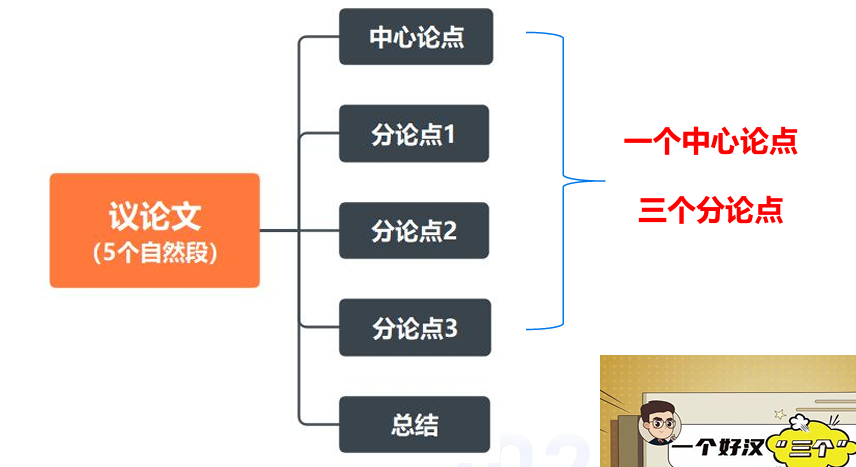 中心论点
分论点1
议论文
(5个自然段)
分论点2
分论点3
总结
一个中心论点
三个分论点
一个好汉"三个"